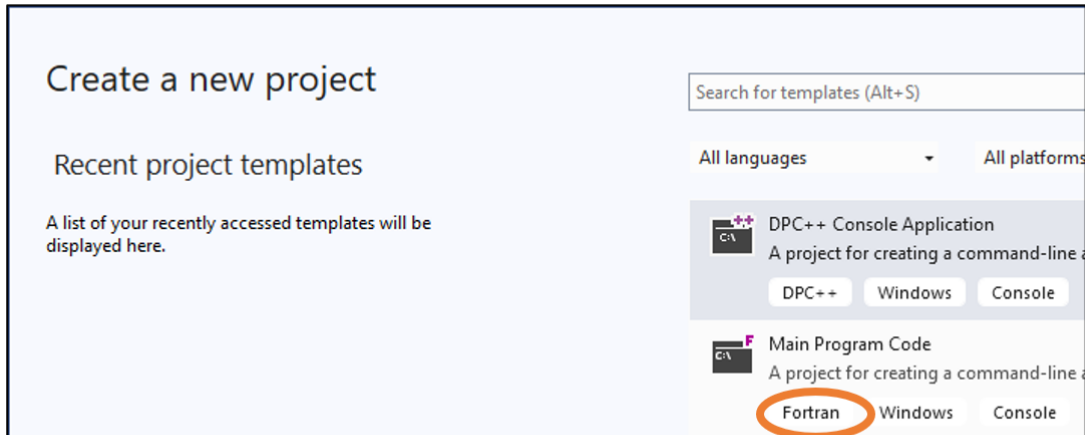 Create a new project
Recent project templates
A list of your recently accessed templates will be
displayed here.
Search for templates (Alt+S)
All languages
All platforms
C:\
DPC++ Console Application
A project for creating a command-line a
DPC++ Windows Console
C:\ F
Main Program Code
A project for creating a command-line a
Fortran Windows Console